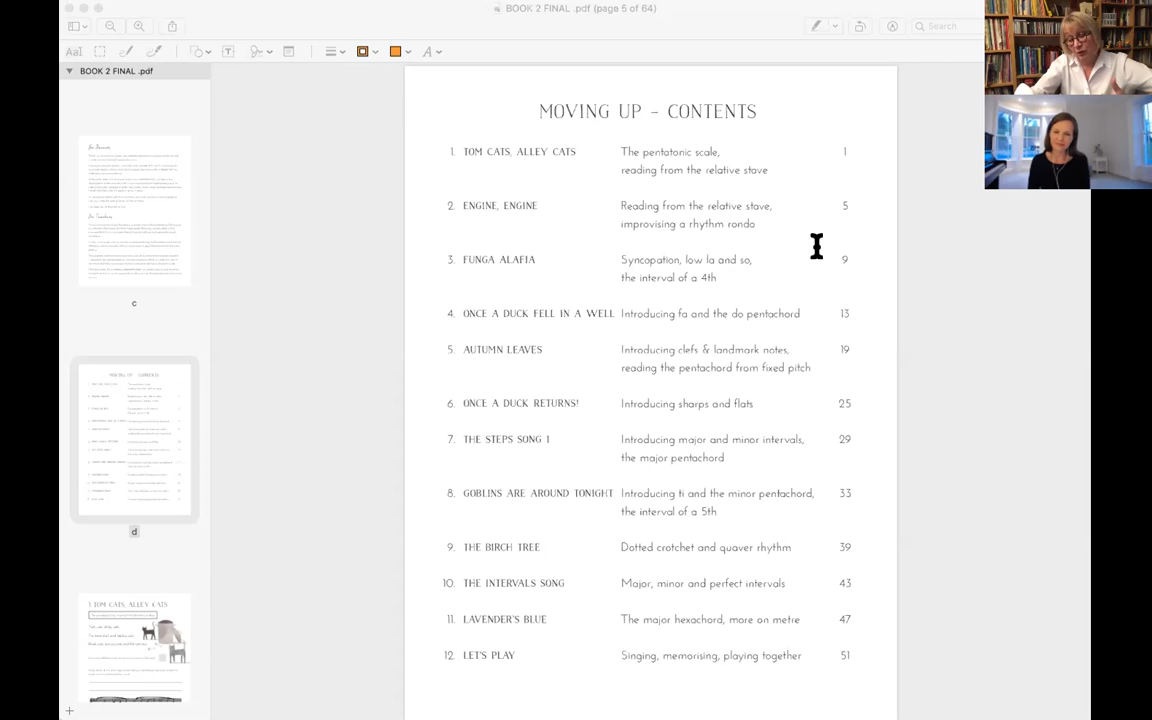 BOOK 2 FINAL .pdf (page 5 of 64)
Search
BOOK 2 FINAL .pdf
For Parents
For Teachers
c
d
1 TOM CATS, ALLEY CATS
MOVING UP - CONTENTS
1. TOM CATS, ALLEY CATS The pentatonic scale, 1
reading from the relative stave
2. ENGINE, ENGINE Reading from the relative stave, 5
improvising a rhythm rondo
3. FUNGA ALAFIA Syncopation, low la and so, 9
the interval of a 4th
4. ONCE A DUCK FELL IN A WELL Introducing fa and the do pentachord 13
5. AUTUMN LEAVES Introducing clefs & landmark notes, 19
reading the pentachord from fixed pitch
6. ONCE A DUCK RETURNS! Introducing sharps and flats 25
7. THE STEPS SONG 1 Introducing major and minor intervals, 29
the major pentachord
8. GOBLINS ARE AROUND TONIGHT Introducing ti and the minor pentachord, 33
the interval of a 5th
9. THE BIRCH TREE Dotted crotchet and quaver rhythm 39
10. THE INTERVALS SONG Major, minor and perfect intervals 43
11. LAVENDER'S BLUE The major hexachord, more on metre 47
12. LET'S PLAY Singing, memorising, playing together 51